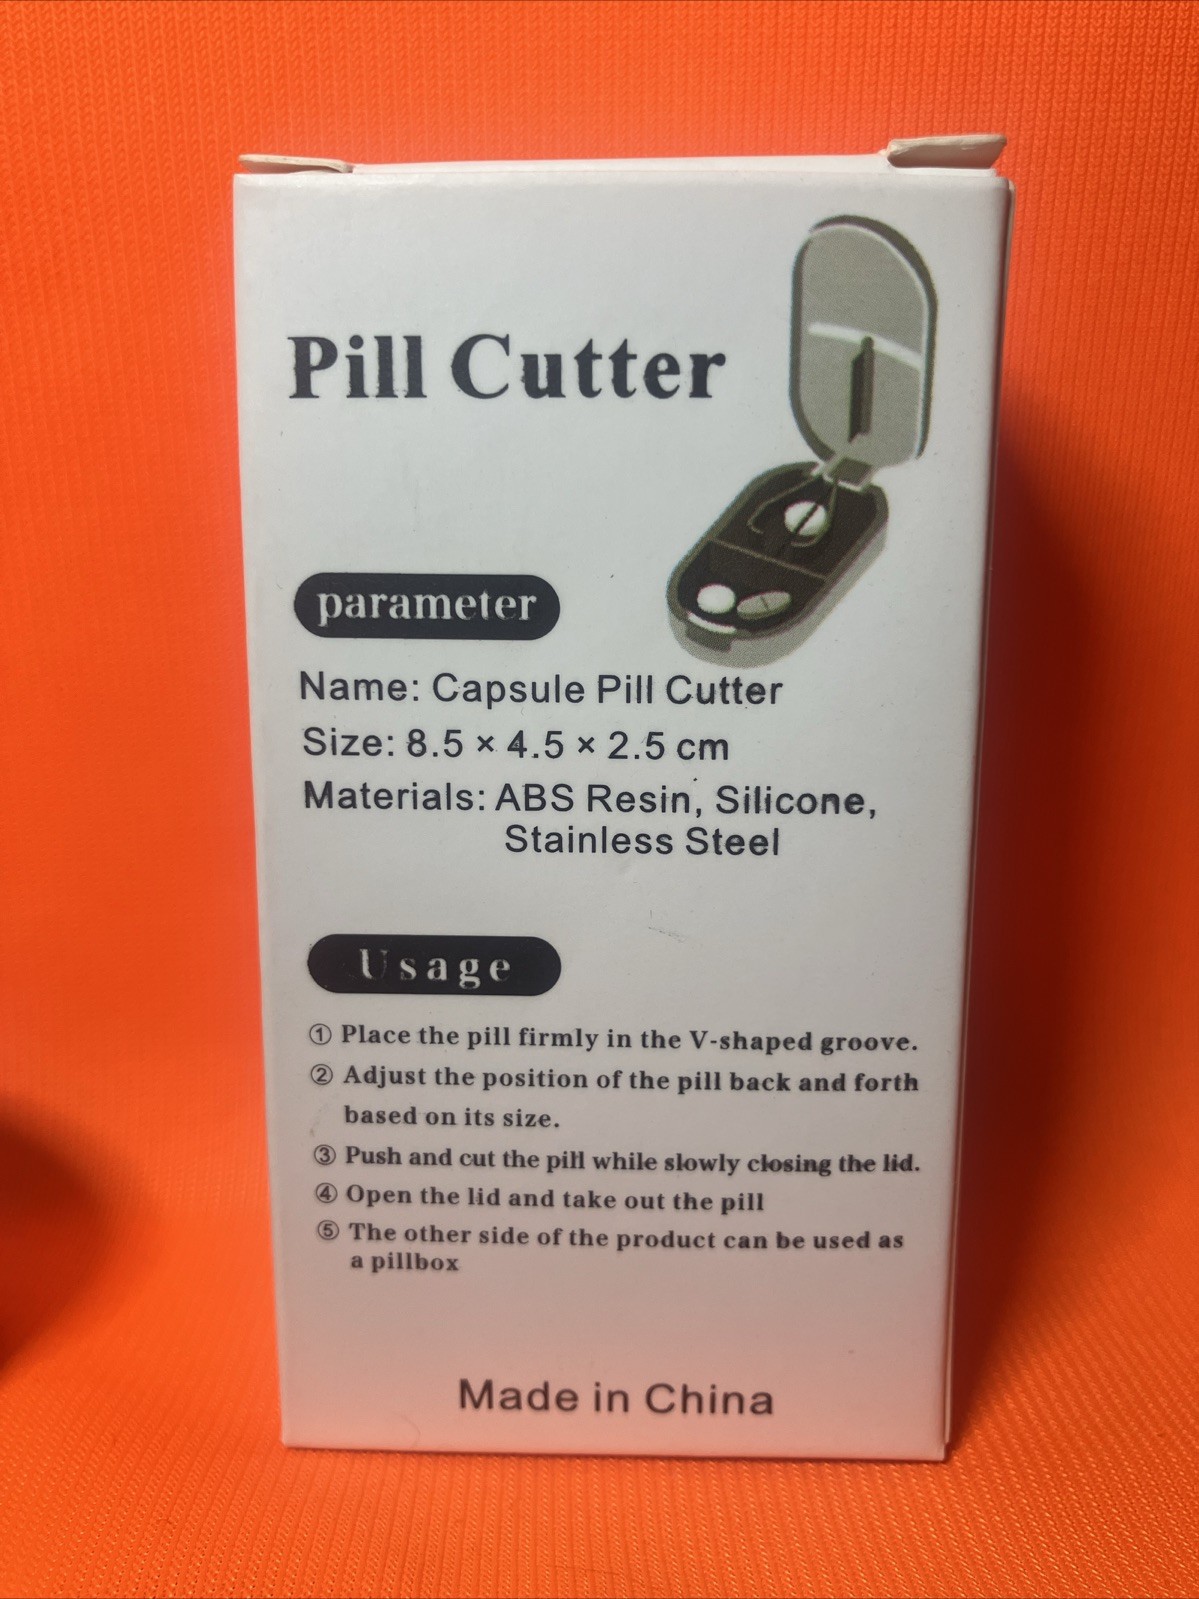 Pill Cutter
parameter
Name: Capsule Pill Cutter
Size: 8.5 × 4.5 × 2.5 cm
Materials: ABS Resin, Silicone,
Stainless Steel
Usage
① Place the pill firmly in the V-shaped groove.
② Adjust the position of the pill back and forth
based on its size.
③ Push and cut the pill while slowly closing the lid.
④ Open the lid and take out the pill
⑤ The other side of the product can be used as
a pillbox
Made in China